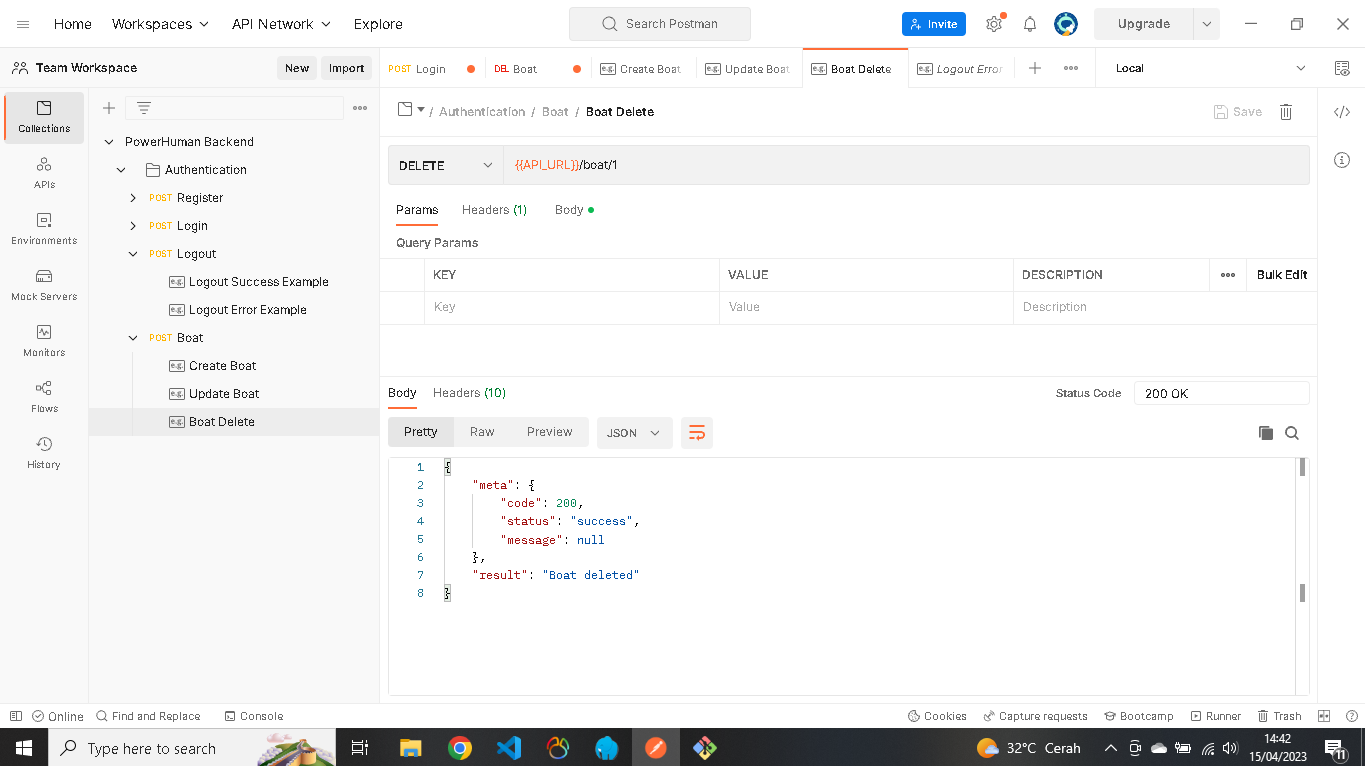 Home Workspaces API Network Explore Search Postman Invite Upgrade
Team Workspace New Import POST Login DEL Boat Create Boat Update Boat Boat Delete Logout Error Local
Collections
APIs
Environments
Mock Servers
Monitors
Flows
History
PowerHuman Backend
Authentication
POST Register
POST Login
POST Logout
Logout Success Example
Logout Error Example
POST Boat
Create Boat
Update Boat
Boat Delete
/ Authentication / Boat / Boat Delete Save
DELETE {{API_URL}}/boat/1
Params Headers (1) Body
Query Params
KEY VALUE DESCRIPTION Bulk Edit
Key Value Description
Body Headers (10) Status Code 200 OK
Pretty Raw Preview JSON
1 {
2 "meta": {
3 "code": 200,
4 "status": "success",
5 "message": null
6 },
7 "result": "Boat deleted"
8 }
Online Find and Replace Console Cookies Capture requests Bootcamp Runner Trash
Type here to search 32°C Cerah 14:42
15/04/2023 11